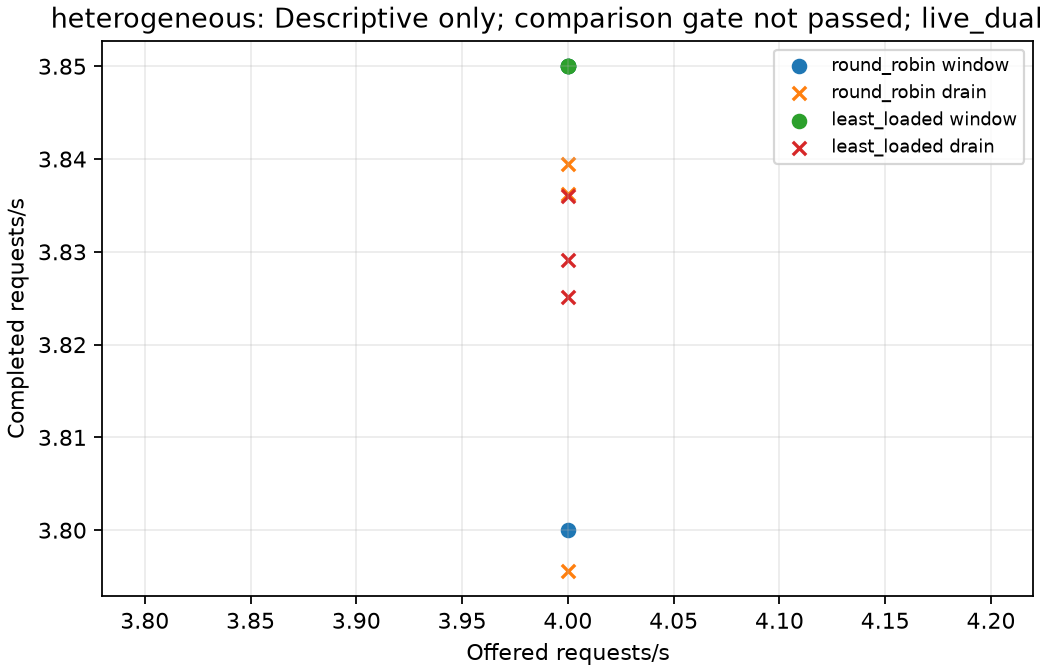 heterogeneous: Descriptive only; comparison gate not passed; live_dual
3.85
3.84
3.83
3.82
3.81
3.80
Completed requests/s
round_robin window
round_robin drain
least_loaded window
least_loaded drain
3.80 3.85 3.90 3.95 4.00 4.05 4.10 4.15 4.20
Offered requests/s